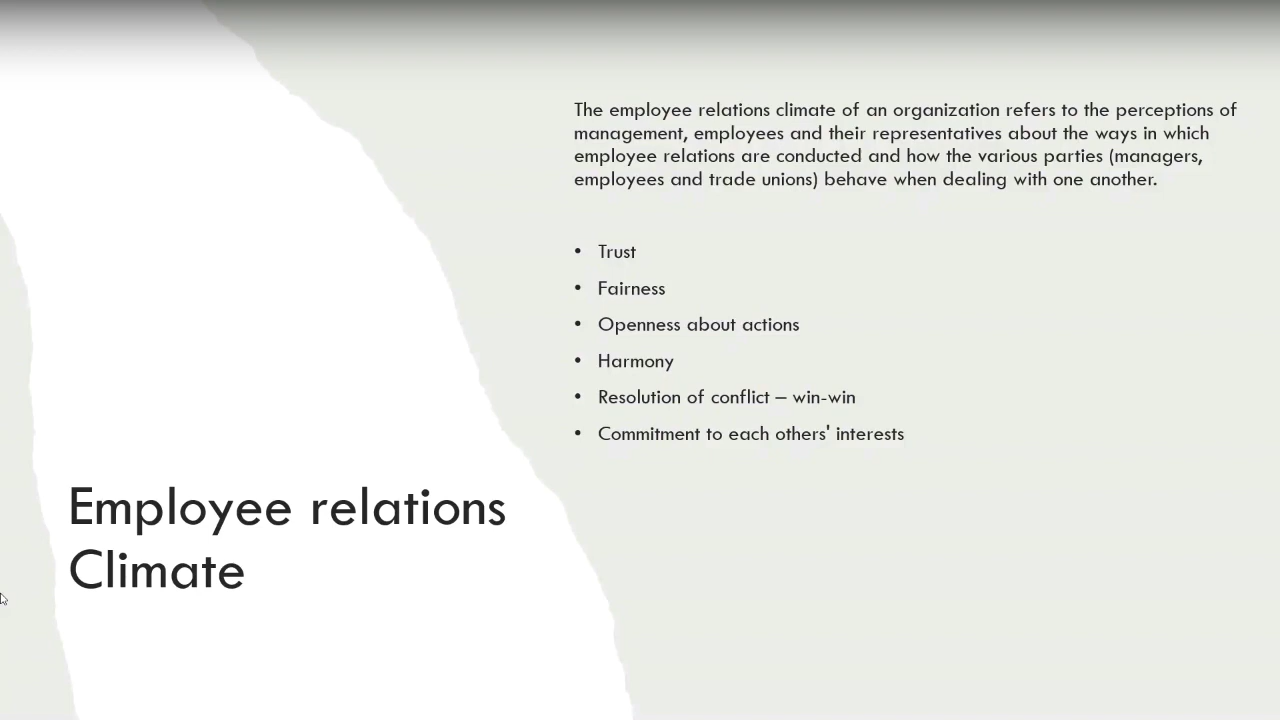 The employee relations climate of an organization refers to the perceptions of
management, employees and their representatives about the ways in which
employee relations are conducted and how the various parties (managers,
employees and trade unions) behave when dealing with one another.
• Trust
• Fairness
• Openness about actions
• Harmony
• Resolution of conflict – win-win
• Commitment to each others' interests
Employee relations
Climate